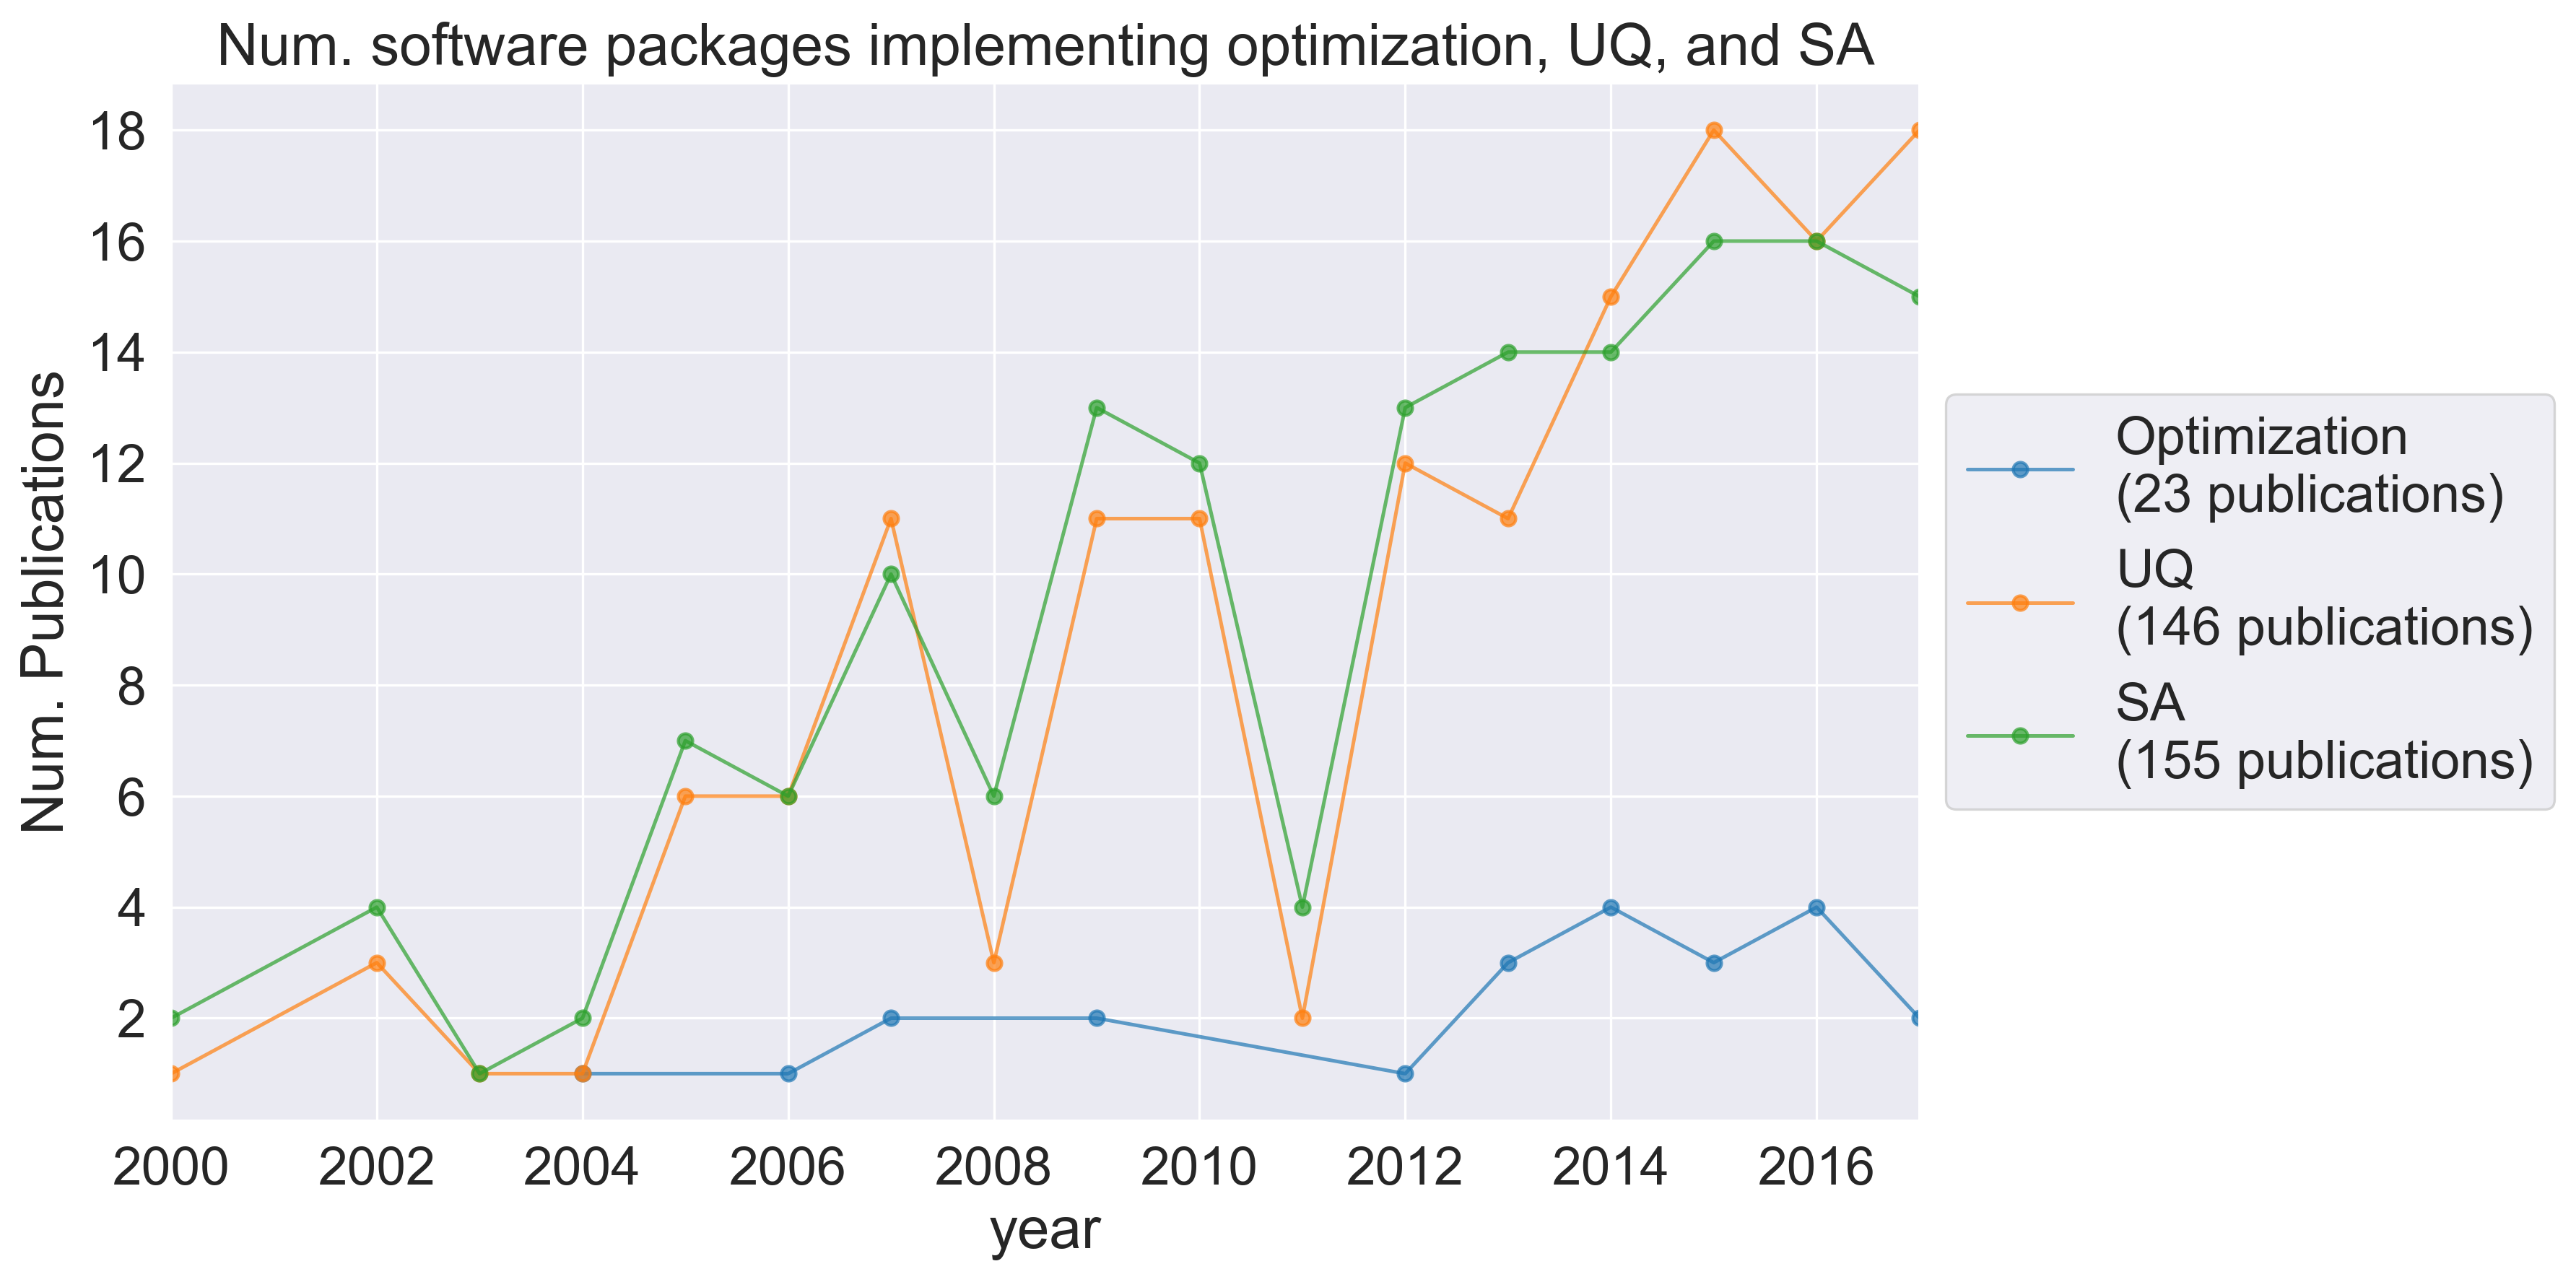 Num. software packages implementing optimization, UQ, and SA
18
16
14
12
10
8
6
4
2
Num. Publications
2000 2002 2004 2006 2008 2010 2012 2014 2016
year
Optimization
(23 publications)
UQ
(146 publications)
SA
(155 publications)